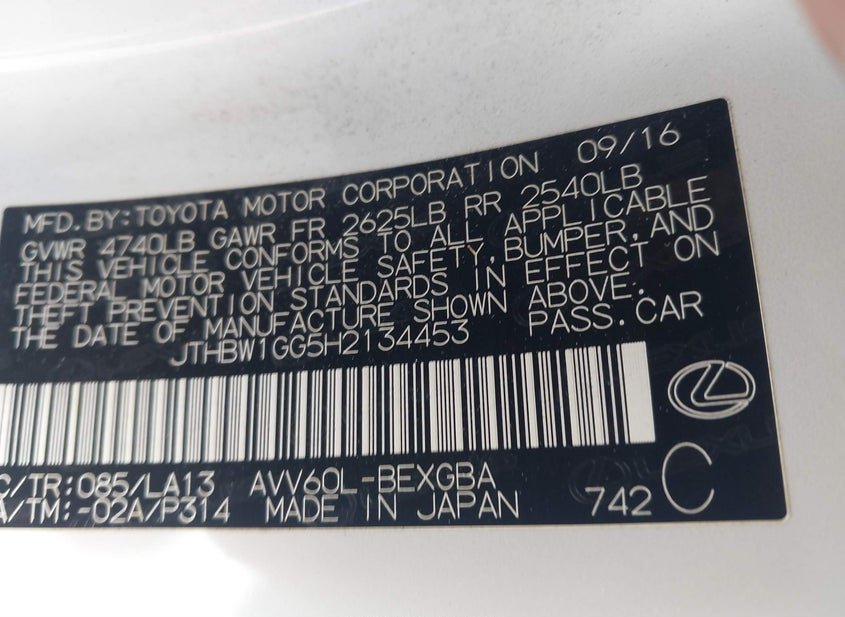 MFD.BY:TOYOTA MOTOR CORPORATION 09/16
GVWR 4740LB GAWR FR 2625LB RR 2540LB
THIS VEHICLE CONFORMS TO ALL APPLICABLE
FEDERAL MOTOR VEHICLE SAFETY,BUMPER,AND
THEFT PREVENTION STANDARDS IN EFFECT ON
THE DATE OF MANUFACTURE SHOWN ABOVE.
JTHBW1GG5H2134453 PASS.CAR
C/TR:085/LA13 AVV60L-BEXGBA
A/TM:-02A/P314 MADE IN JAPAN 742 C